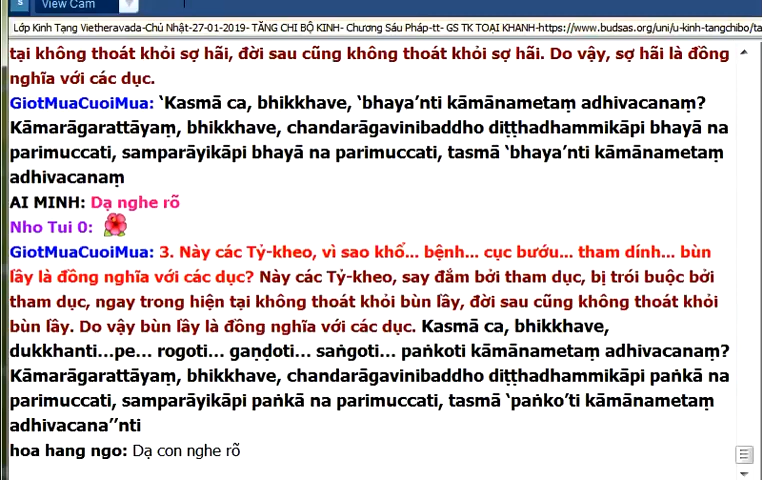 View Cam
Lớp Kinh Tạng Vietheravada-Chủ Nhật-27-01-2019- TĂNG CHI BỘ KINH- Chương Sáu Pháp-tt- GS TK TOẠI KHANH-https://www.budsas.org/uni/u-kinh-tangchibo/ta
tại không thoát khỏi sợ hãi, đời sau cũng không thoát khỏi sợ hãi. Do vậy, sợ hãi là đồng
nghĩa với các dục.
GiotMuaCuoiMua: ‘Kasmā ca, bhikkhave, ‘bhaya’nti kāmānametaṃ adhivacanaṃ?
Kāmarāgarattāyaṃ, bhikkhave, chandarāgavinibaddho diṭṭhadhammikāpi bhayā na
parimuccati, samparāyikāpi bhayā na parimuccati, tasmā ‘bhaya’nti kāmānametaṃ
adhivacanaṃ
AI MINH: Dạ nghe rõ
Nho Tui 0:
GiotMuaCuoiMua: 3. Này các Tỷ-kheo, vì sao khổ... bệnh... cục bướu... tham dính... bùn
lầy là đồng nghĩa với các dục? Này các Tỷ-kheo, say đắm bởi tham dục, bị trói buộc bởi
tham dục, ngay trong hiện tại không thoát khỏi bùn lầy, đời sau cũng không thoát khỏi
bùn lầy. Do vậy bùn lầy là đồng nghĩa với các dục. Kasmā ca, bhikkhave,
dukkhanti...pe... rogoti... gaṇḍoti... saṅgoti... paṅkoti kāmānametaṃ adhivacanaṃ?
Kāmarāgarattāyaṃ, bhikkhave, chandarāgavinibaddho diṭṭhadhammikāpi paṅkā na
parimuccati, samparāyikāpi paṅkā na parimuccati, tasmā ‘paṅko’ti kāmānametaṃ
adhivacana’’nti
hoa hang ngo: Dạ con nghe rõ